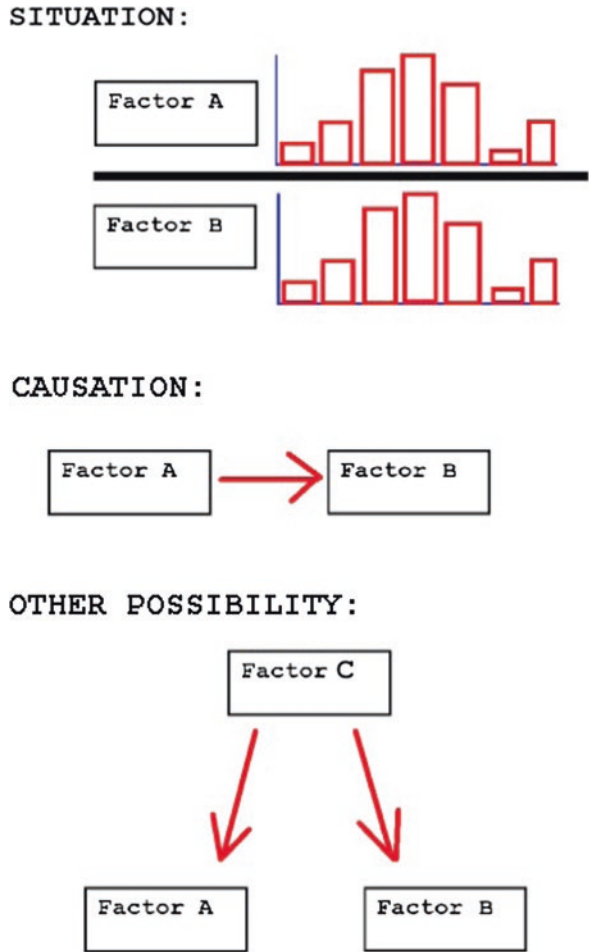 SITUATION:
Factor A
Factor B
CAUSATION:
Factor A
Factor B
OTHER POSSIBILITY:
Factor C
Factor A
Factor B